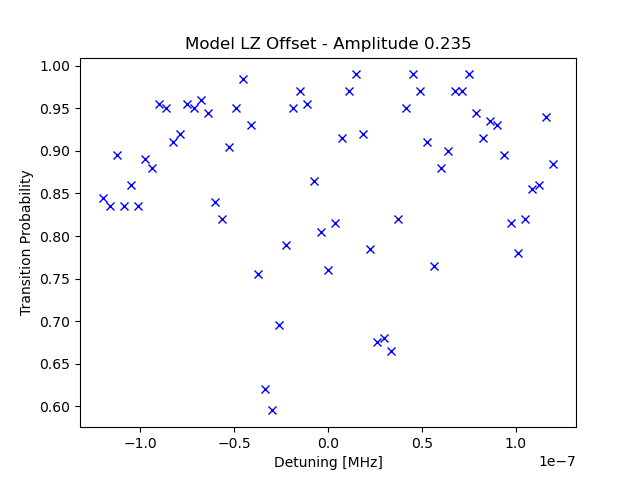 Model LZ Offset - Amplitude 0.235
Transition Probability
1.00
0.95
0.90
0.85
0.80
0.75
0.70
0.65
0.60
−1.0 −0.5 0.0 0.5 1.0
1e−7
Detuning [MHz]